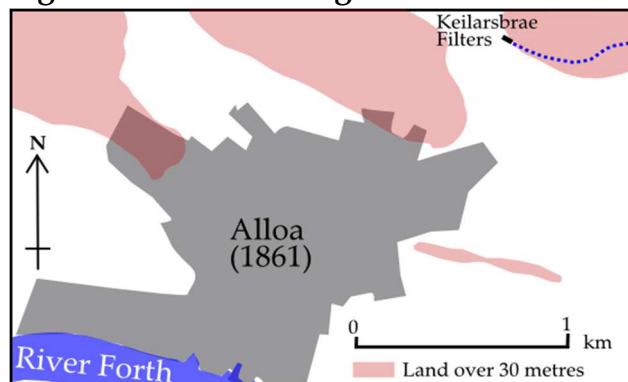 Keilarsbrae
Filters
N
Alloa
(1861)
0 1
km
River Forth
Land over 30 metres